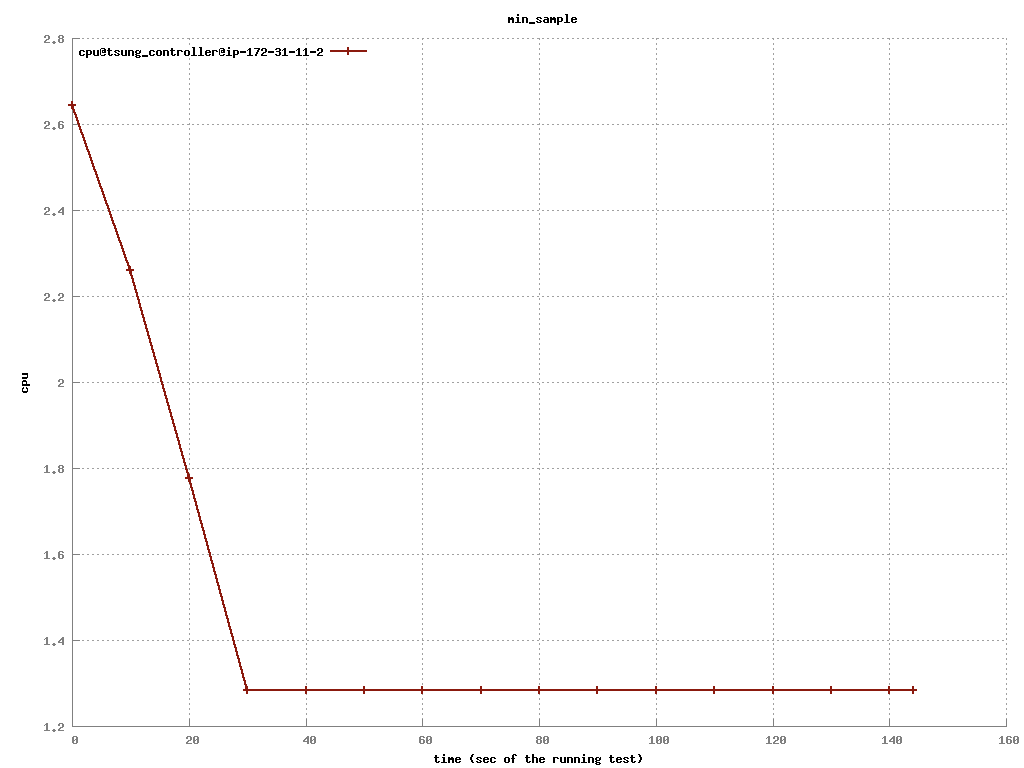 min_sample
2.8
cpu@tsung_controller@ip-172-31-11-2
2.6
2.4
2.2
2
cpu
1.8
1.6
1.4
1.2
0 20 40 60 80 100 120 140 160
time (sec of the running test)